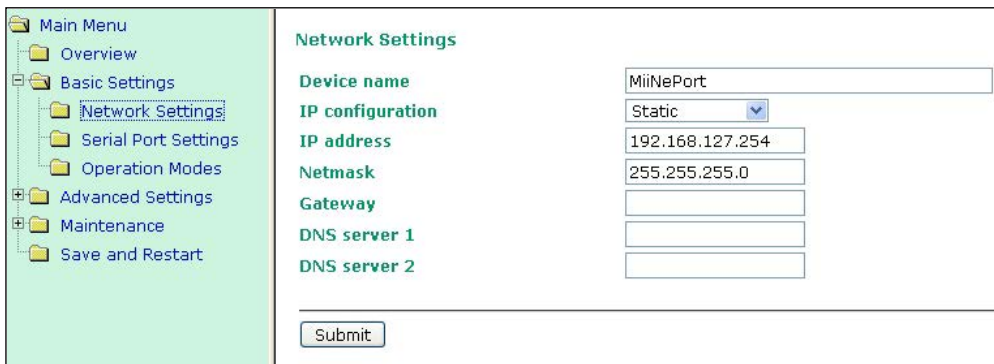 Main Menu
Overview
Basic Settings
Network Settings
Serial Port Settings
Operation Modes
Advanced Settings
Maintenance
Save and Restart
Network Settings
Device name MiiNePort
IP configuration Static
IP address 192.168.127.254
Netmask 255.255.255.0
Gateway
DNS server 1
DNS server 2
Submit